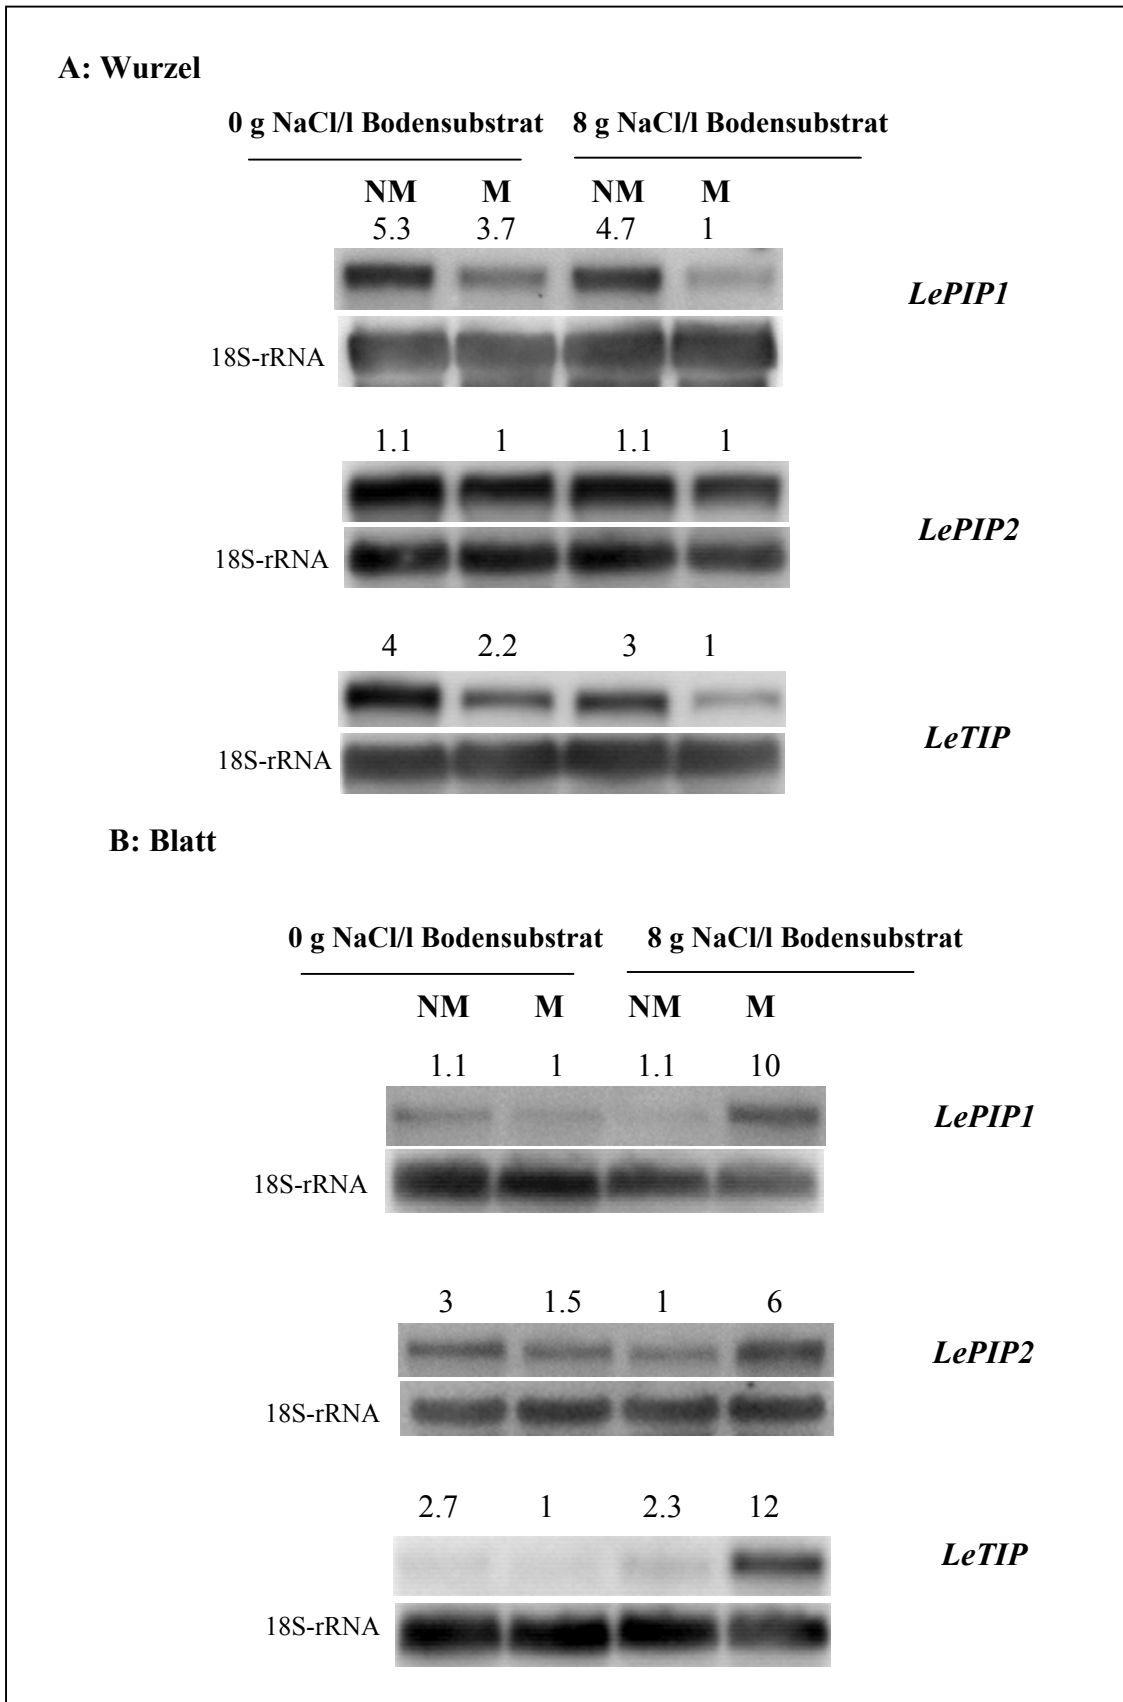 A: Wurzel
0 g NaCl/l Bodensubstrat 8 g NaCl/l Bodensubstrat
NM M NM M
5.3 3.7 4.7 1
LePIP1
18S-rRNA
1.1 1 1.1 1
LePIP2
18S-rRNA
4 2.2 3 1
LeTIP
18S-rRNA
B: Blatt
0 g NaCl/l Bodensubstrat 8 g NaCl/l Bodensubstrat
NM M NM M
1.1 1 1.1 10
LePIP1
18S-rRNA
3 1.5 1 6
LePIP2
18S-rRNA
2.7 1 2.3 12
LeTIP
18S-rRNA